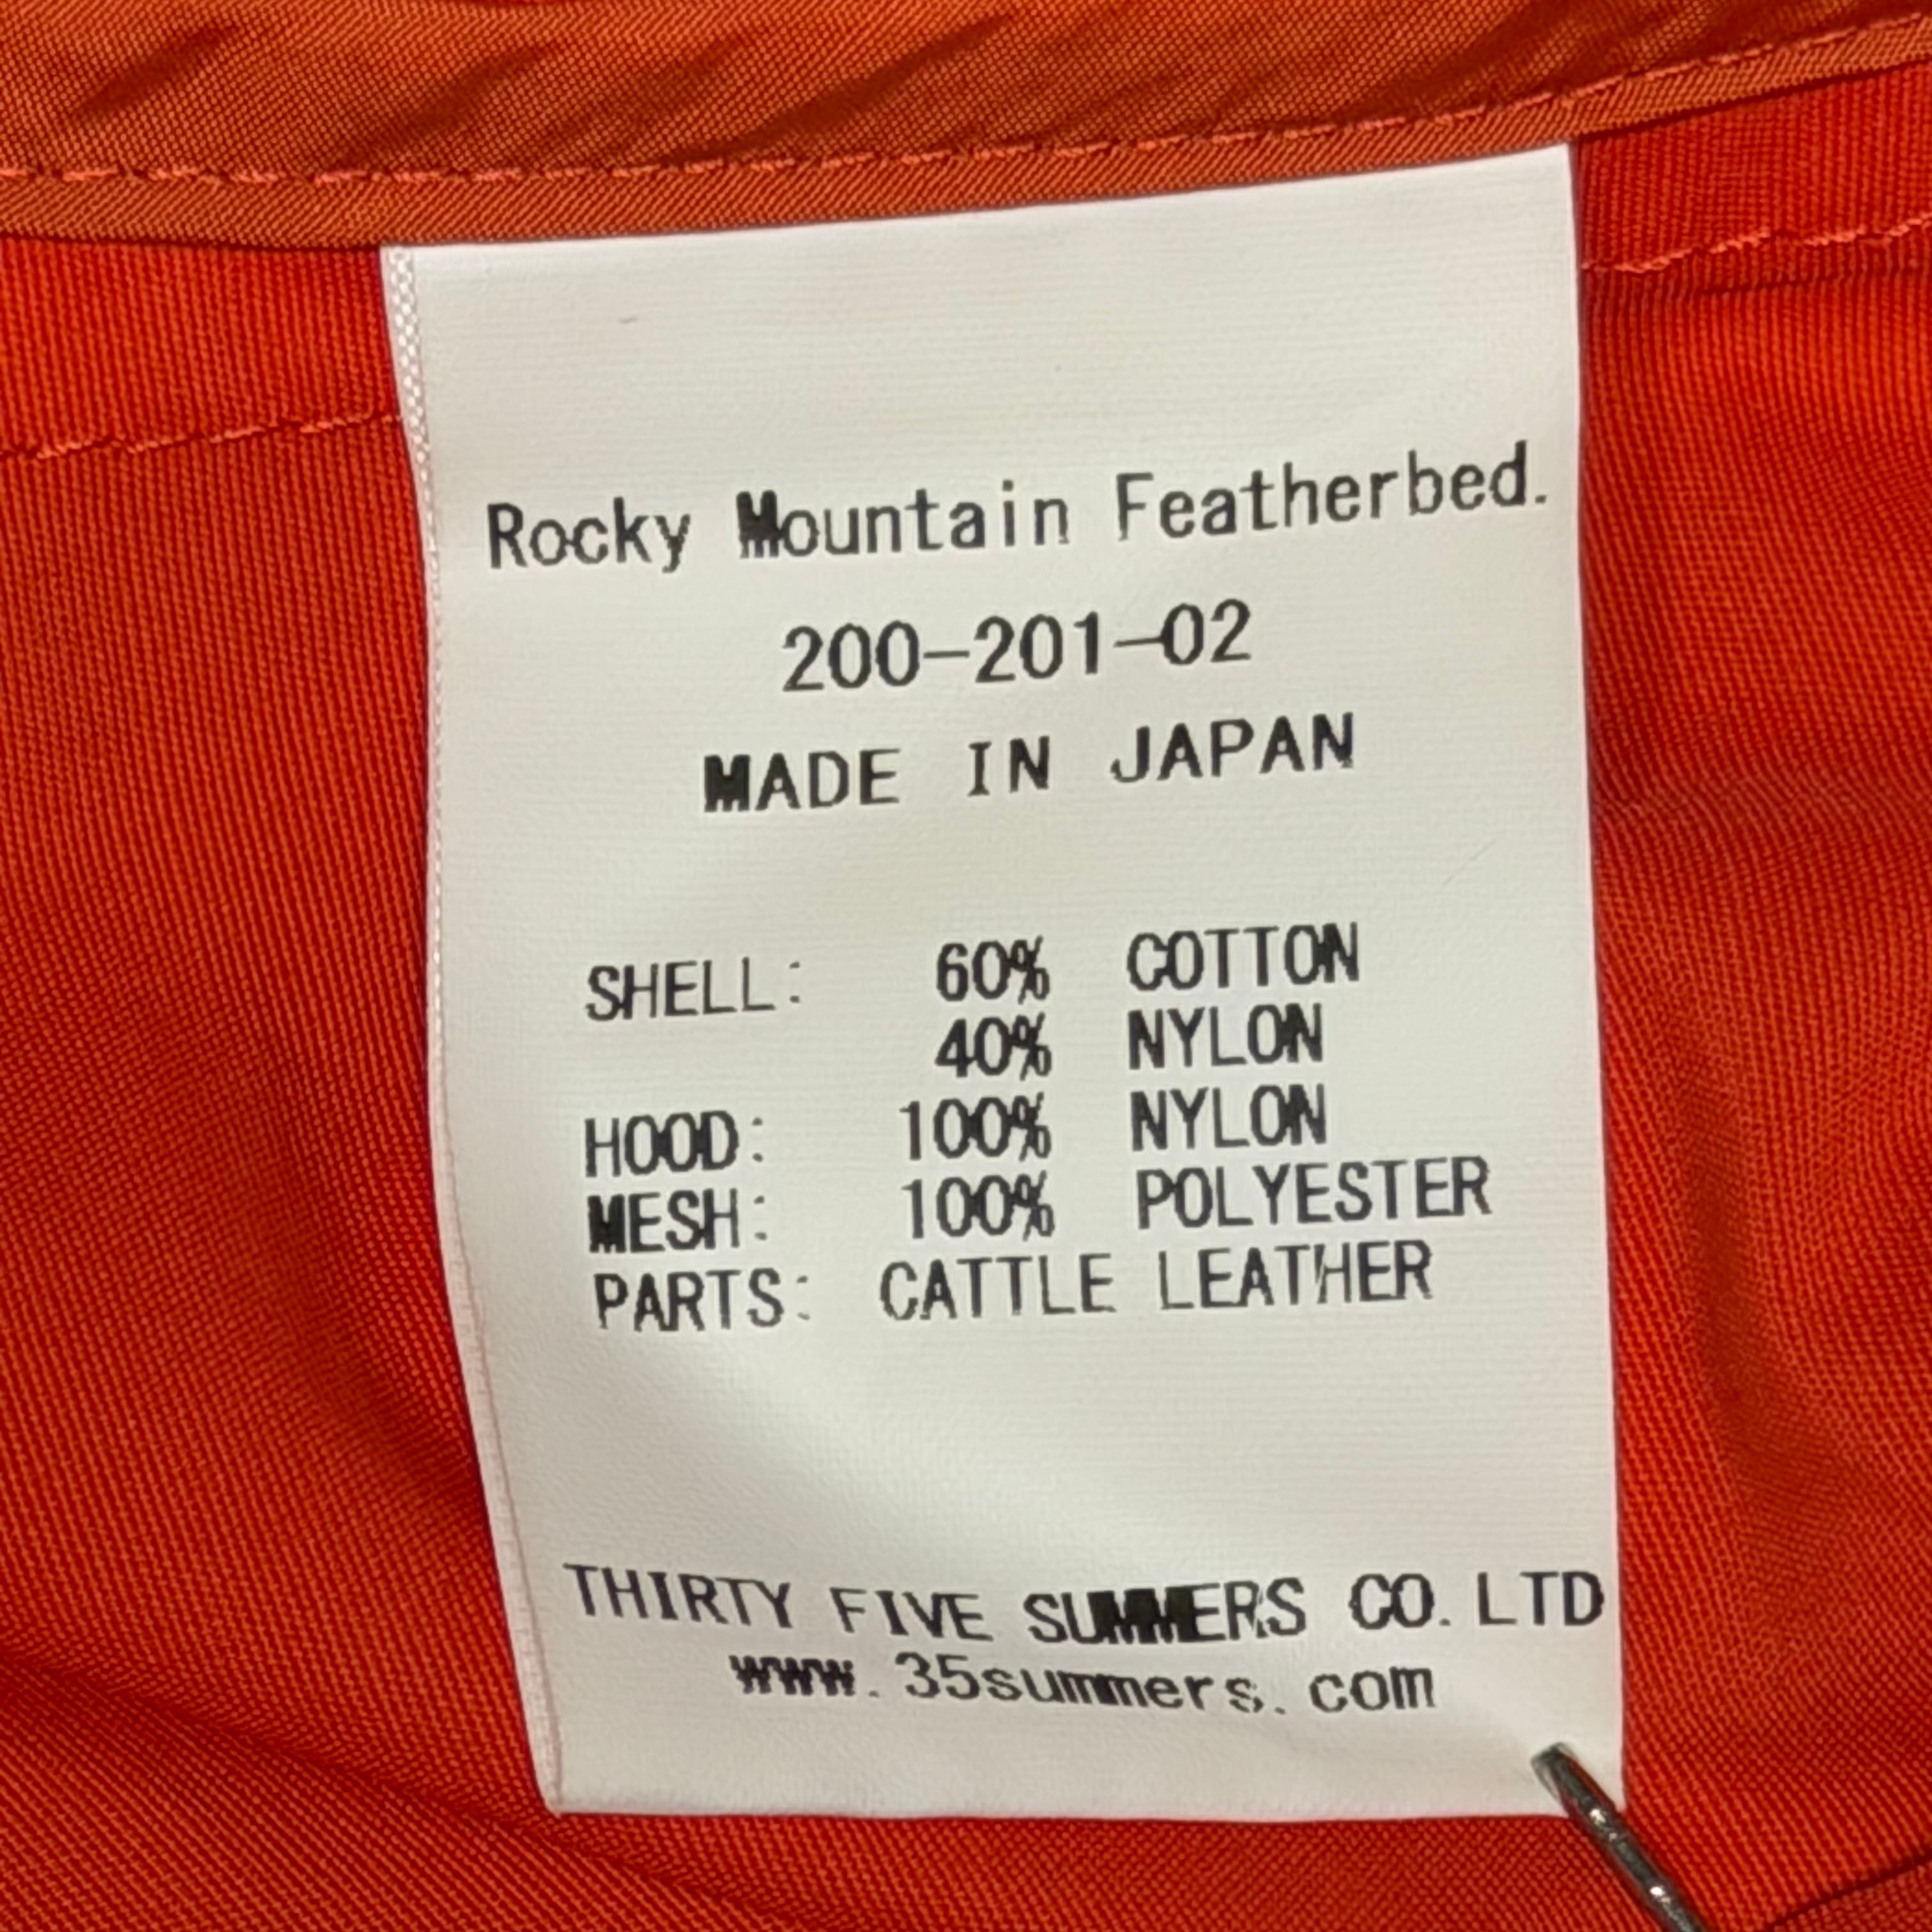 Rocky Mountain Featherbed.
200-201-02
MADE IN JAPAN
SHELL: 60% COTTON
40% NYLON
HOOD: 100% NYLON
MESH: 100% POLYESTER
PARTS: CATTLE LEATHER
THIRTY FIVE SUMMERS CO. LTD
www.35summers.com